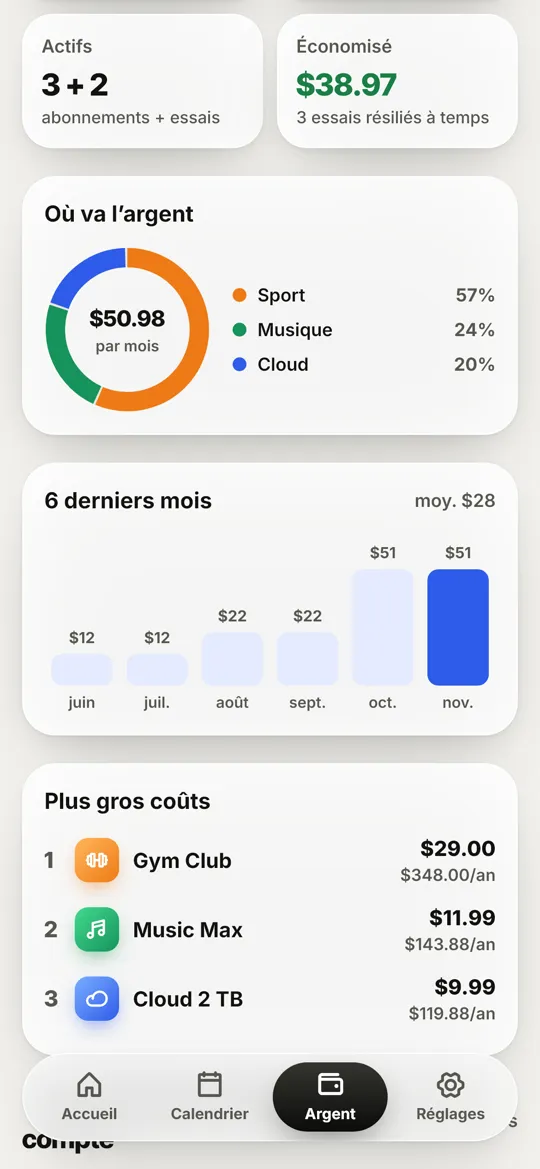 Actifs
3 + 2
abonnements + essais
Économisé
$38.97
3 essais résiliés à temps
Où va l’argent
$50.98
par mois
Sport 57%
Musique 24%
Cloud 20%
6 derniers mois
moy. $28
$12 $12 $22 $22 $51 $51
juin juil. août sept. oct. nov.
Plus gros coûts
1 Gym Club $29.00
$348.00/an
2 Music Max $11.99
$143.88/an
3 Cloud 2 TB $9.99
$119.88/an
Accueil Calendrier Argent Réglages
compte